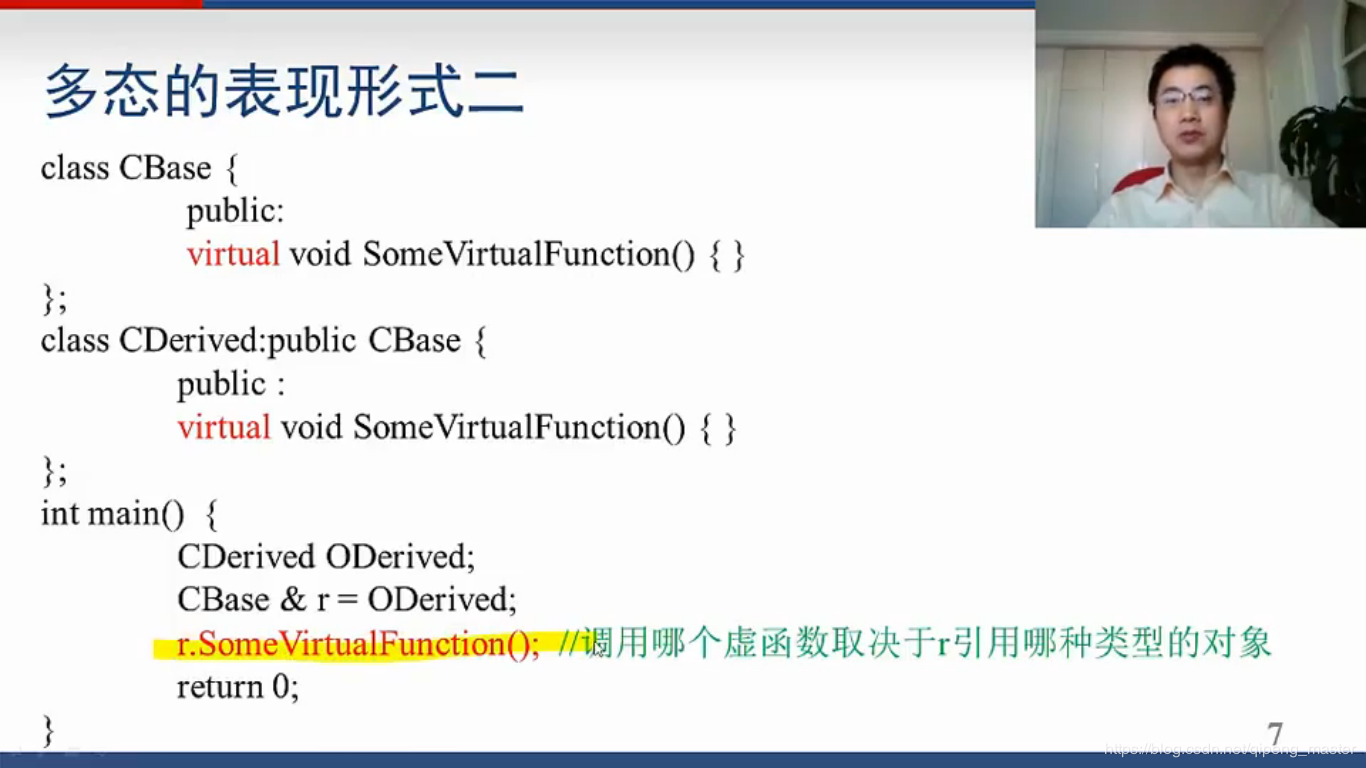 多态的表现形式二
class CBase {
public:
virtual void SomeVirtualFunction() { }
};
class CDerived:public CBase {
public :
virtual void SomeVirtualFunction() { }
};
int main() {
CDerived ODerived;
CBase & r = ODerived;
r.SomeVirtualFunction(); //调用哪个虚函数取决于r引用哪种类型的对象
return 0;
}
7
https://blog.csdn.net/qipeng_master